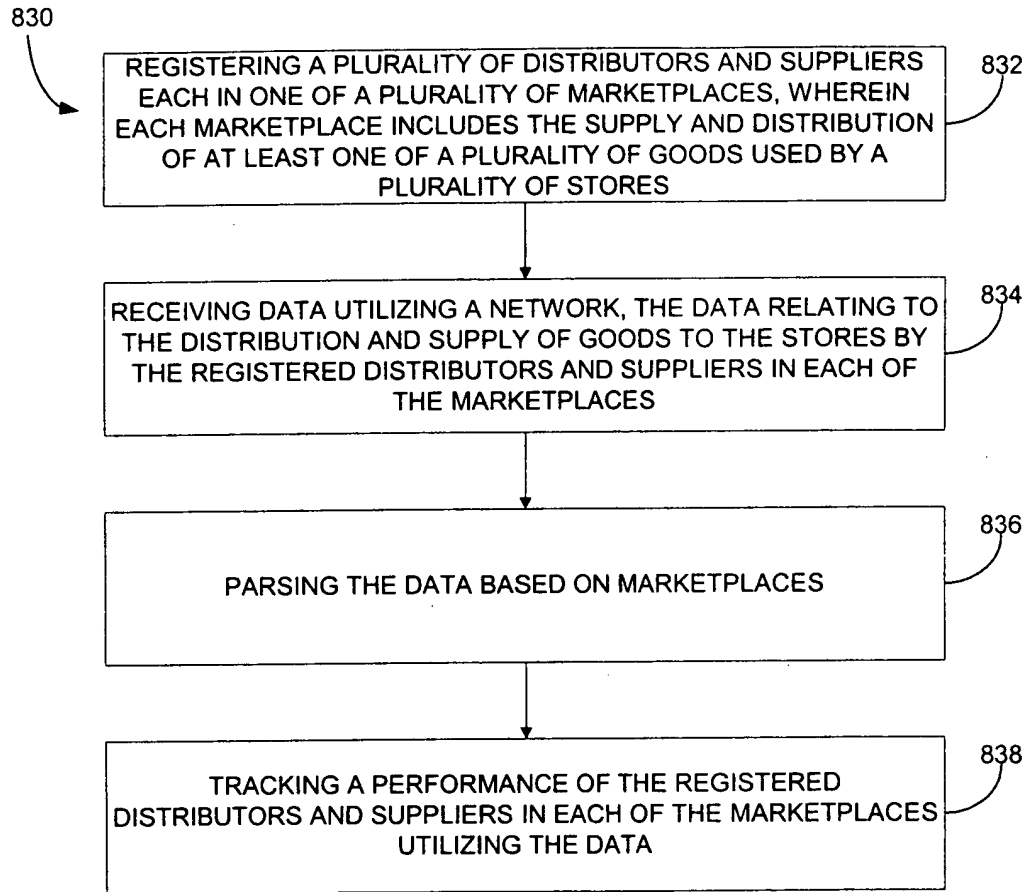 830
REGISTERING A PLURALITY OF DISTRIBUTORS AND SUPPLIERS
EACH IN ONE OF A PLURALITY OF MARKETPLACES, WHEREIN
EACH MARKETPLACE INCLUDES THE SUPPLY AND DISTRIBUTION
OF AT LEAST ONE OF A PLURALITY OF GOODS USED BY A
PLURALITY OF STORES
832
RECEIVING DATA UTILIZING A NETWORK, THE DATA RELATING TO
THE DISTRIBUTION AND SUPPLY OF GOODS TO THE STORES BY
THE REGISTERED DISTRIBUTORS AND SUPPLIERS IN EACH OF
THE MARKETPLACES
834
PARSING THE DATA BASED ON MARKETPLACES
836
TRACKING A PERFORMANCE OF THE REGISTERED
DISTRIBUTORS AND SUPPLIERS IN EACH OF THE MARKETPLACES
UTILIZING THE DATA
838